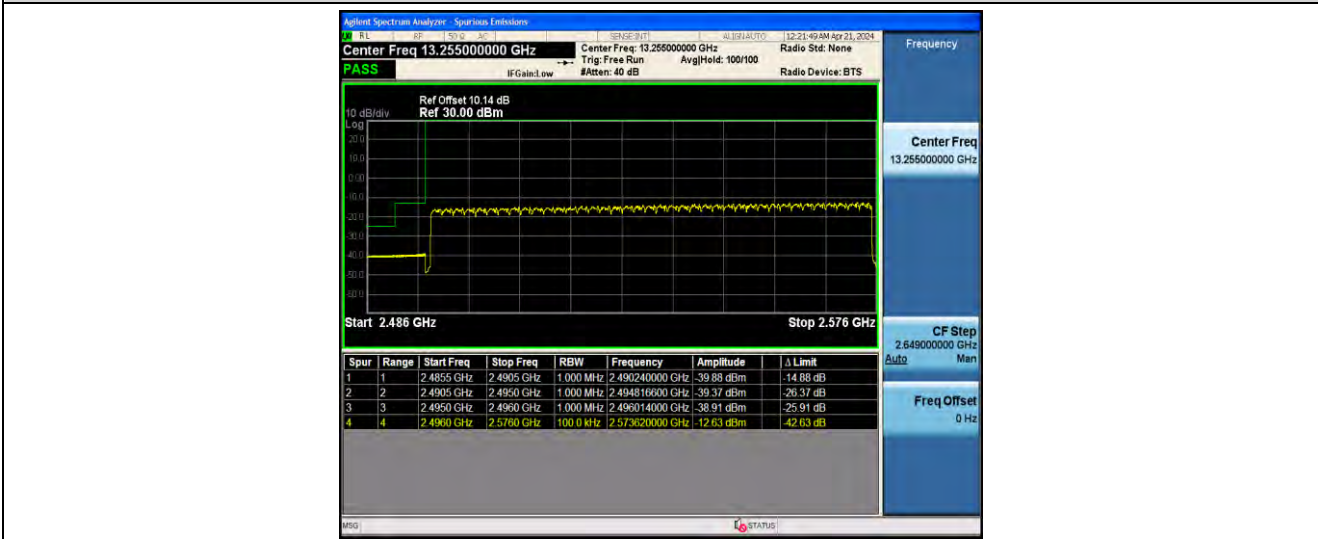 Agilent Spectrum Analyzer - Spurious Emissions
RL RF 50 Ω AC SENSE:INT ALIGNAUTO 12:21:49 AM Apr 21, 2024
Center Freq 13.255000000 GHz
Center Freq: 13.255000000 GHz Radio Std: None
Trig: Free Run Avg|Hold: 100/100
PASS IFGain:Low #Atten: 40 dB Radio Device: BTS
Ref Offset 10.14 dB
10 dB/div Ref 30.00 dBm
Log
20.0
10.0
0.00
-10.0
-20.0
-30.0
-40.0
-50.0
-60.0
Start 2.486 GHz Stop 2.576 GHz
Spur Range Start Freq Stop Freq RBW Frequency Amplitude Δ Limit
1 1 2.4855 GHz 2.4905 GHz 1.000 MHz 2.490240000 GHz -39.88 dBm -14.88 dB
2 2 2.4905 GHz 2.4950 GHz 1.000 MHz 2.494816600 GHz -39.37 dBm -26.37 dB
3 3 2.4950 GHz 2.4960 GHz 1.000 MHz 2.496014000 GHz -38.91 dBm -25.91 dB
4 4 2.4960 GHz 2.5760 GHz 100.0 kHz 2.573620000 GHz -12.63 dBm -42.63 dB
Frequency
Center Freq
13.255000000 GHz
CF Step
2.649000000 GHz
Auto Man
Freq Offset
0 Hz
MSG STATUS